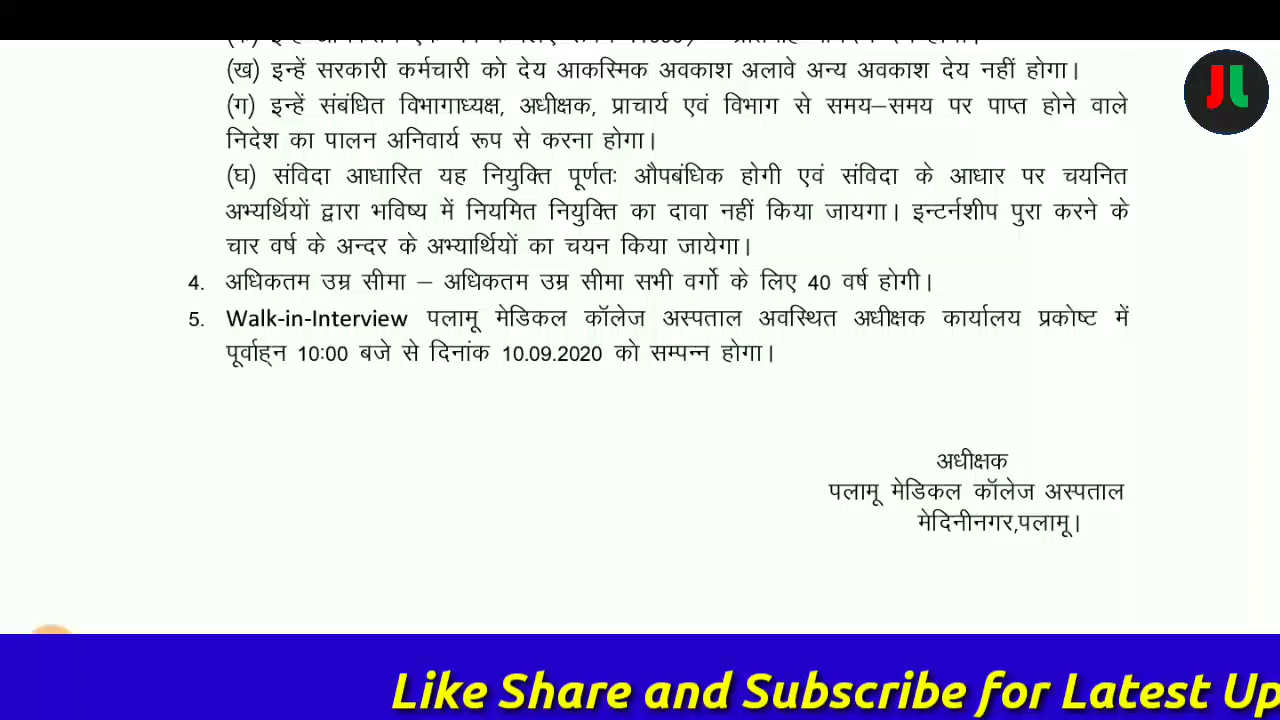 (ख) इन्हें सरकारी कर्मचारी को देय आकस्मिक अवकाश अलावे अन्य अवकाश देय नहीं होगा।
(ग) इन्हें संबंधित विभागाध्यक्ष, अधीक्षक, प्राचार्य एवं विभाग से समय–समय पर पाप्त होने वाले
निदेश का पालन अनिवार्य रूप से करना होगा।
(घ) संविदा आधारित यह नियुक्ति पूर्णतः औपबंधिक होगी एवं संविदा के आधार पर चयनित
अभ्यर्थियों द्वारा भविष्य में नियमित नियुक्ति का दावा नहीं किया जायगा। इन्टर्नशीप पुरा करने के
चार वर्ष के अन्दर के अभ्यार्थियों का चयन किया जायेगा।
4. अधिकतम उम्र सीमा – अधिकतम उम्र सीमा सभी वर्गो के लिए 40 वर्ष होगी।
5. Walk-in-Interview पलामू मेडिकल कॉलेज अस्पताल अवस्थित अधीक्षक कार्यालय प्रकोष्ट में
पूर्वाह्न 10:00 बजे से दिनांक 10.09.2020 को सम्पन्न होगा।
अधीक्षक
पलामू मेडिकल कॉलेज अस्पताल
मेदिनीनगर,पलामू।
Like Share and Subscribe for Latest Up